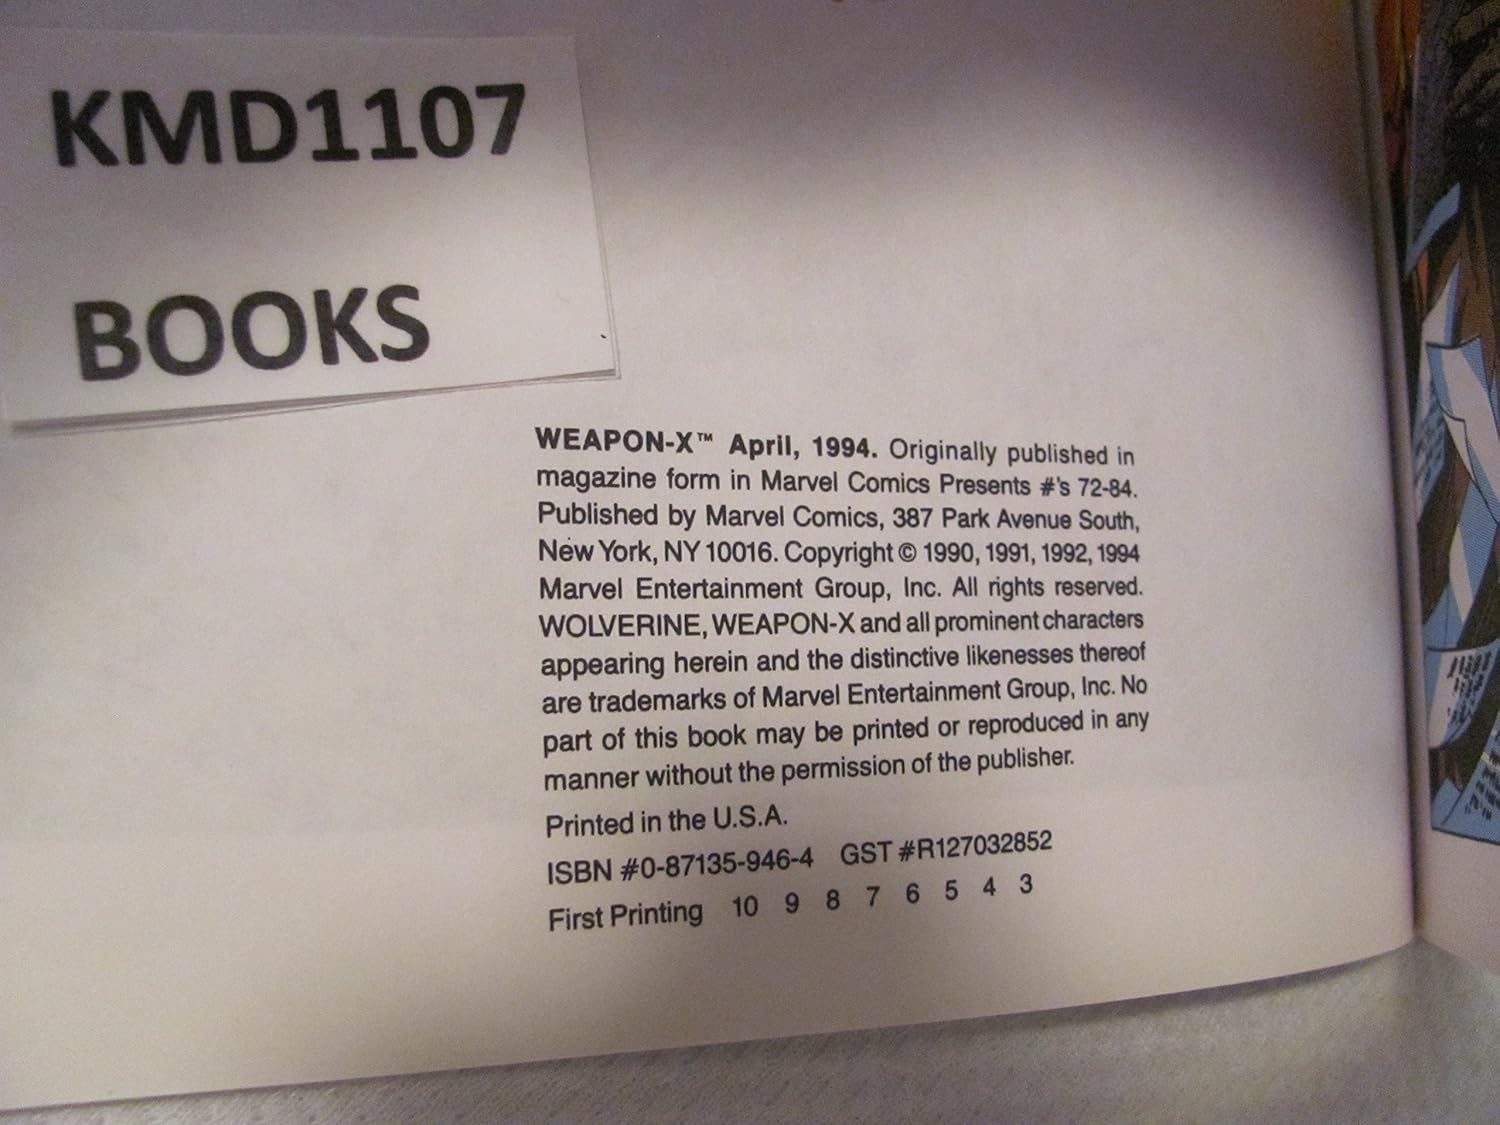 KMD1107
BOOKS
WEAPON-X™ April, 1994. Originally published in
magazine form in Marvel Comics Presents #'s 72-84.
Published by Marvel Comics, 387 Park Avenue South,
New York, NY 10016. Copyright © 1990, 1991, 1992, 1994
Marvel Entertainment Group, Inc. All rights reserved.
WOLVERINE, WEAPON-X and all prominent characters
appearing herein and the distinctive likenesses thereof
are trademarks of Marvel Entertainment Group, Inc. No
part of this book may be printed or reproduced in any
manner without the permission of the publisher.
Printed in the U.S.A.
ISBN #0-87135-946-4 GST #R127032852
First Printing 10 9 8 7 6 5 4 3